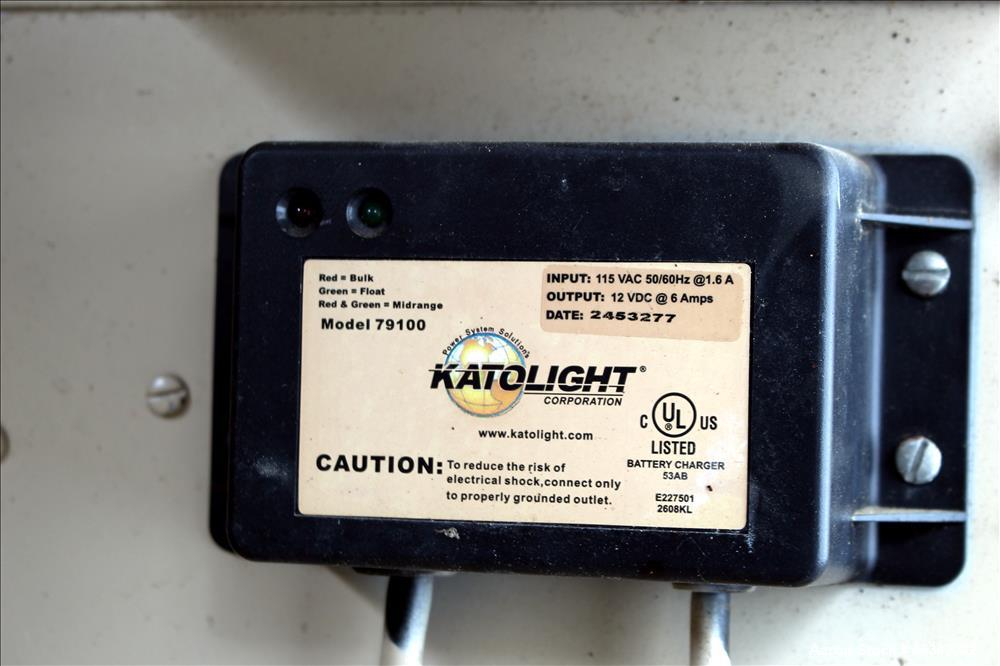 Red = Bulk
Green = Float
Red & Green = Midrange
Model 79100
INPUT: 115 VAC 50/60Hz @1.6 A
OUTPUT: 12 VDC @ 6 Amps
DATE: 2453277
Power System Solution's
KATOLIGHT®
CORPORATION
www.katolight.com
CAUTION: To reduce the risk of
electrical shock,connect only
to properly grounded outlet.
C UL® US
LISTED
BATTERY CHARGER
53AB
E227501
2608KL